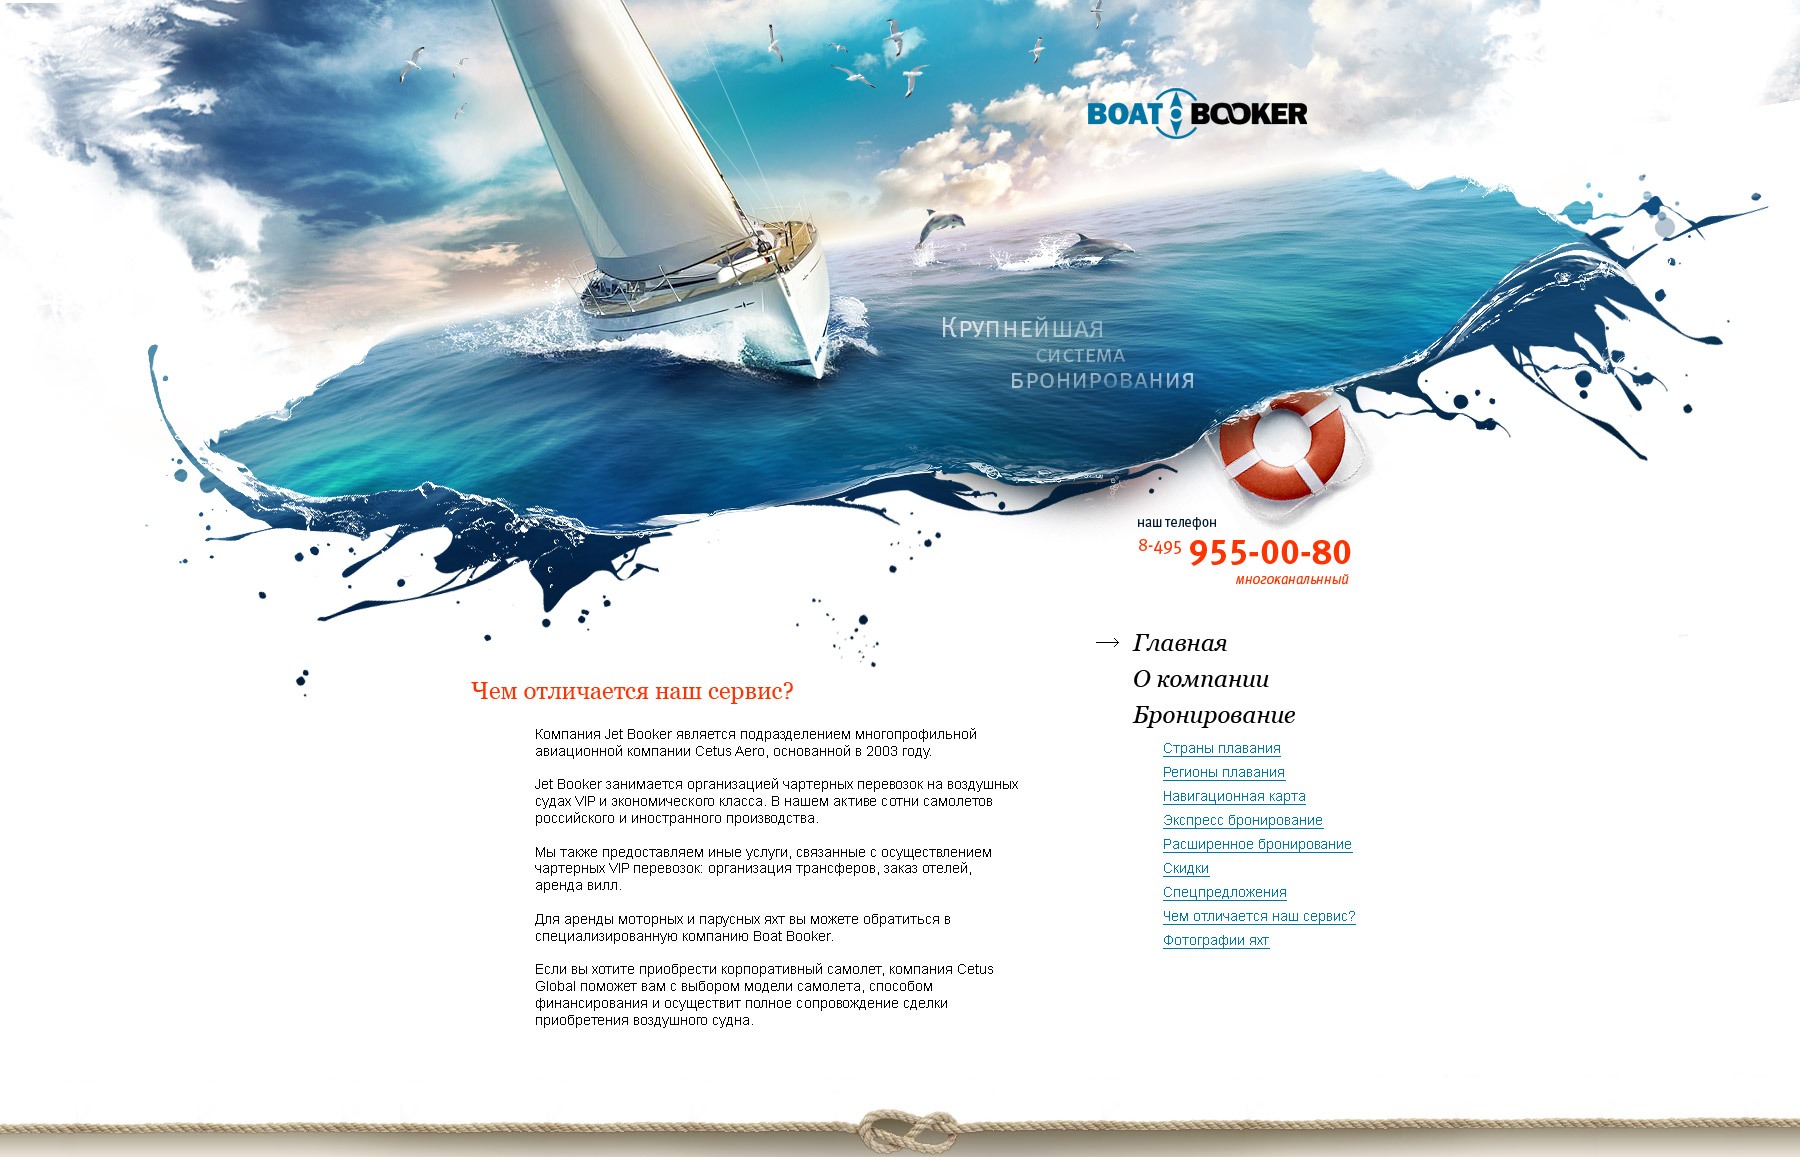 BOAT BOOKER
Крупнейшая
система
бронирования
наш телефон
8-495 955-00-80
многоканальнный
Главная
О компании
Бронирование
Страны плавания
Регионы плавания
Навигационная карта
Экспресс бронирование
Расширенное бронирование
Скидки
Спецпредложения
Чем отличается наш сервис?
Фотографии яхт
Чем отличается наш сервис?
Компания Jet Booker является подразделением многопрофильной
авиационной компании Cetus Aero, основанной в 2003 году.
Jet Booker занимается организацией чартерных перевозок на воздушных
судах VIP и экономического класса. В нашем активе сотни самолетов
российского и иностранного производства.
Мы также предоставляем иные услуги, связанные с осуществлением
чартерных VIP перевозок: организация трансферов, заказ отелей,
аренда вилл.
Для аренды моторных и парусных яхт вы можете обратиться в
специализированную компанию Boat Booker.
Если вы хотите приобрести корпоративный самолет, компания Cetus
Global поможет вам с выбором модели самолета, способом
финансирования и осуществит полное сопровождение сделки
приобретения воздушного судна.